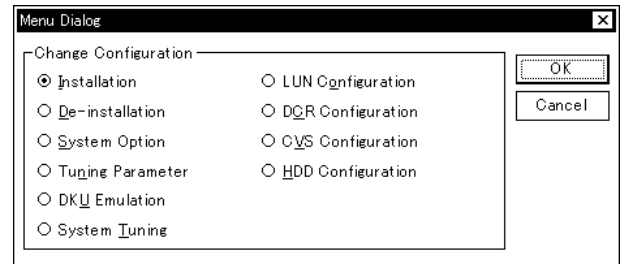 Menu Dialog
Change Configuration
Installation
De-installation
System Option
Tuning Parameter
DKU Emulation
System Tuning
LUN Configuration
DCR Configuration
CVS Configuration
HDD Configuration
OK
Cancel